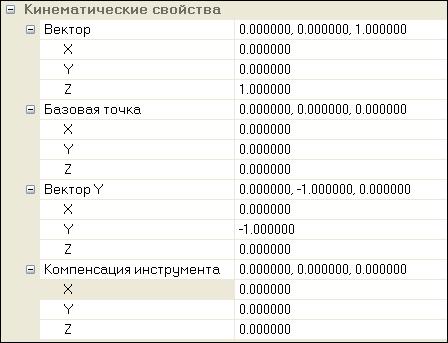 Кинематические свойства
Вектор 0.000000, 0.000000, 1.000000
X 0.000000
Y 0.000000
Z 1.000000
Базовая точка 0.000000, 0.000000, 0.000000
X 0.000000
Y 0.000000
Z 0.000000
Вектор Y 0.000000, -1.000000, 0.000000
X 0.000000
Y -1.000000
Z 0.000000
Компенсация инструмента 0.000000, 0.000000, 0.000000
X 0.000000
Y 0.000000
Z 0.000000